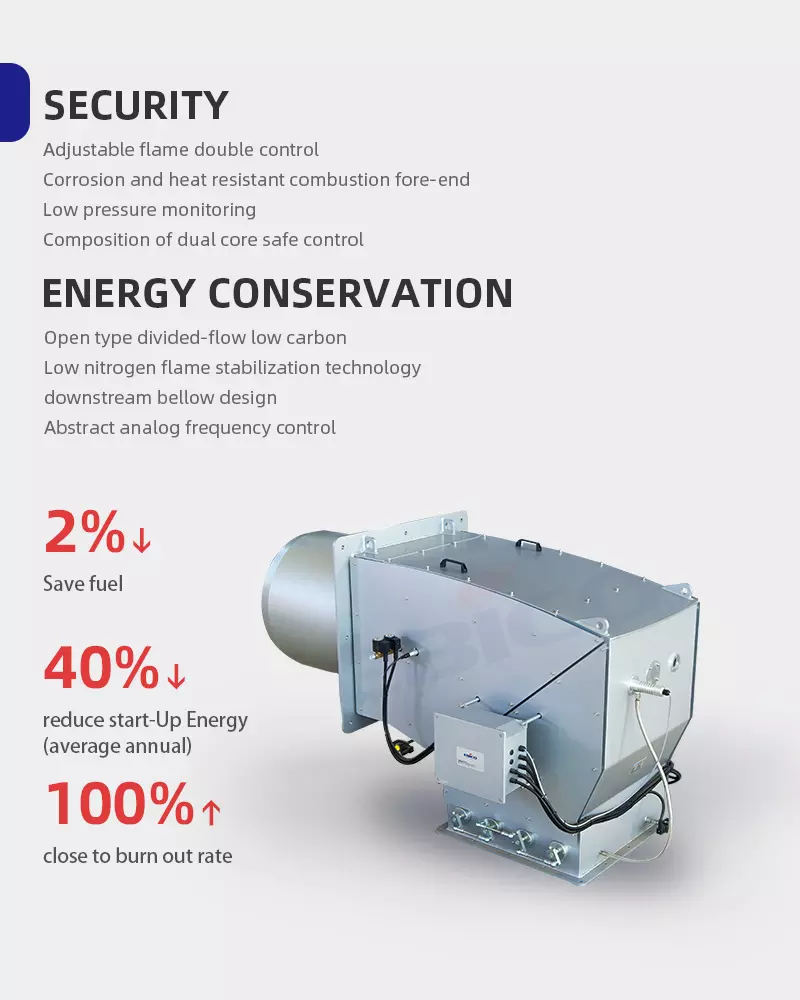 SECURITY
Adjustable flame double control
Corrosion and heat resistant combustion fore-end
Low pressure monitoring
Composition of dual core safe control
ENERGY CONSERVATION
Open type divided-flow low carbon
Low nitrogen flame stabilization technology
downstream bellow design
Abstract analog frequency control
2%↓
Save fuel
40%↓
reduce start-Up Energy
(average annual)
100%↑
close to burn out rate